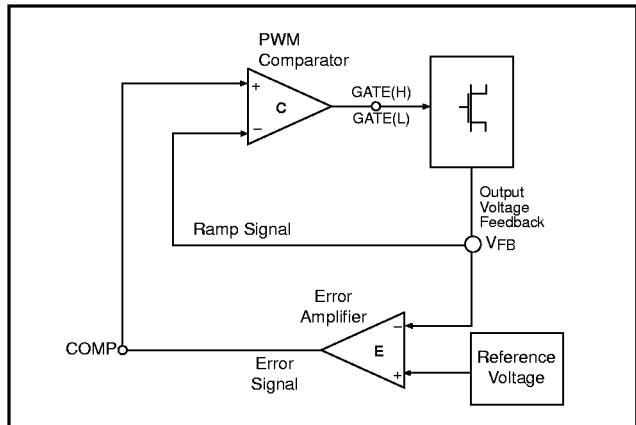 PWM
Comparator
+
C
−
GATE(H)
GATE(L)
Output
Voltage
Feedback
VFB
Ramp Signal
Error
Amplifier
−
E
+
COMP
Error
Signal
Reference
Voltage